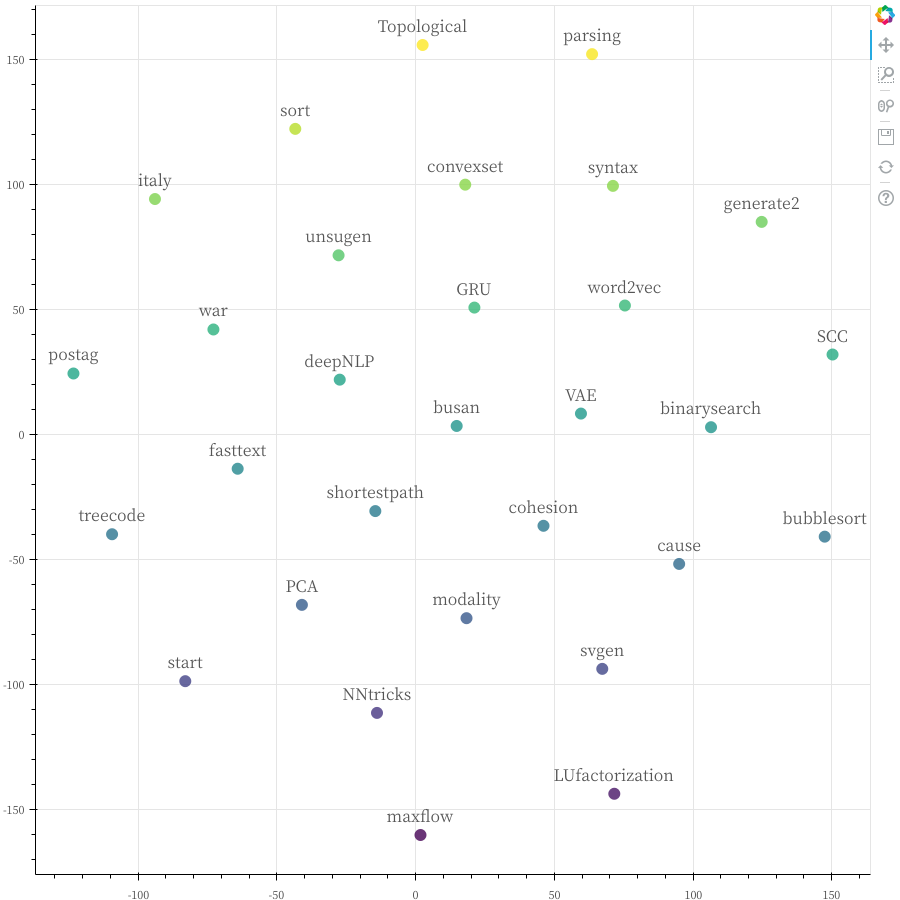 Topological
parsing
150
sort
convexset
syntax
italy
100
generate2
unsugen
GRU
word2vec
war
50
SCC
postag
deepNLP
VAE
busan
binarysearch
0
fasttext
shortestpath
cohesion
treecode
bubblesort
cause
-50
PCA
modality
svgen
start
-100
NNtricks
LUfactorization
-150
maxflow
-100 -50 0 50 100 150